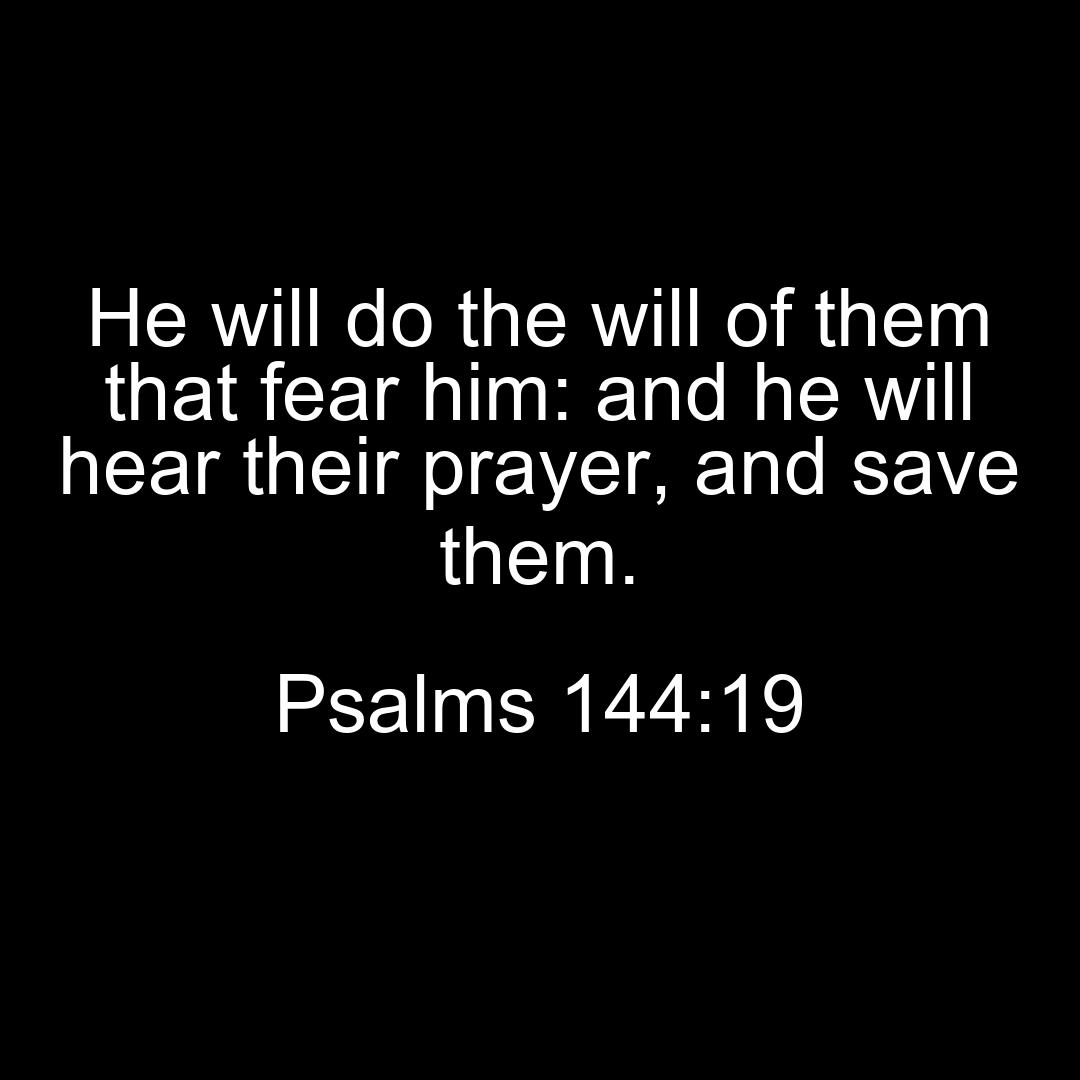 He will do the will of them
that fear him: and he will
hear their prayer, and save
them.
Psalms 144:19